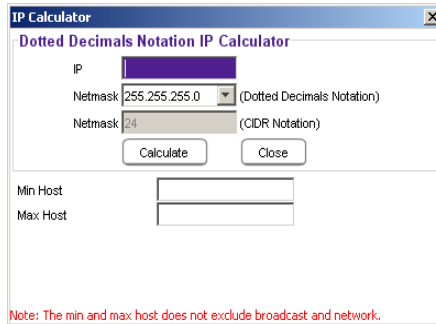 IP Calculator
Dotted Decimals Notation IP Calculator
IP
Netmask 255.255.255.0 (Dotted Decimals Notation)
Netmask 24 (CIDR Notation)
Calculate Close
Min Host
Max Host
Note: The min and max host does not exclude broadcast and network.